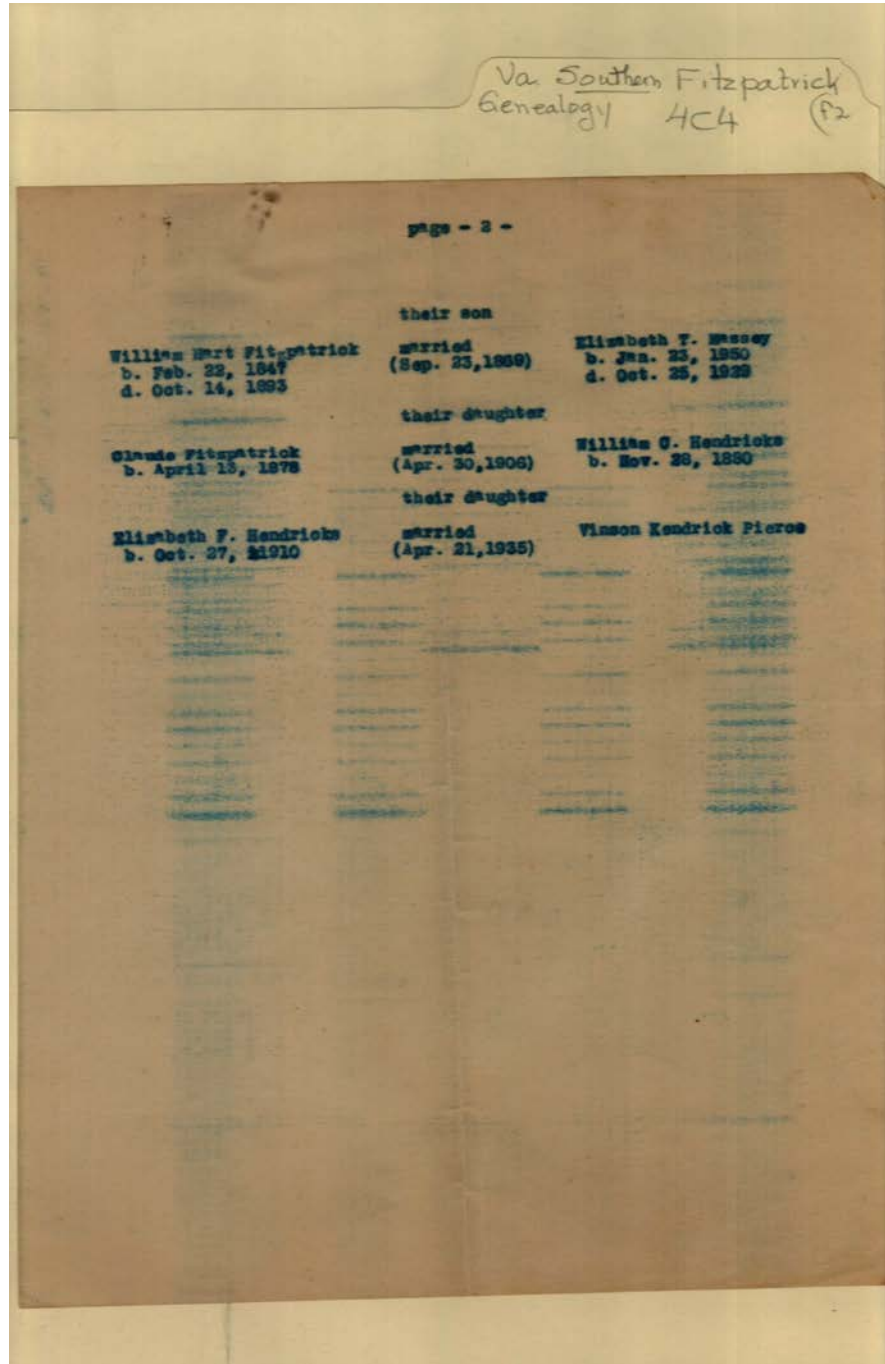 Va. Southern Fitzpatrick
Genealogy 4C4 (f2
page - 2 -
their son
William Hart Fitzpatrick married Elizabeth T. Massey
b. Feb. 22, 1847 (Sep. 23,1869) b. Jan. 23, 1950
d. Oct. 14, 1893 d. Oct. 25, 1929
their daughter
Claude Fitzpatrick married William C. Hendricks
b. April 13, 1878 (Apr. 30,1906) b. Nov. 28, 1880
their daughter
Elizabeth F. Hendricks married Vinson Kendrick Pierce
b. Oct. 27, 1910 (Apr. 21,1935)